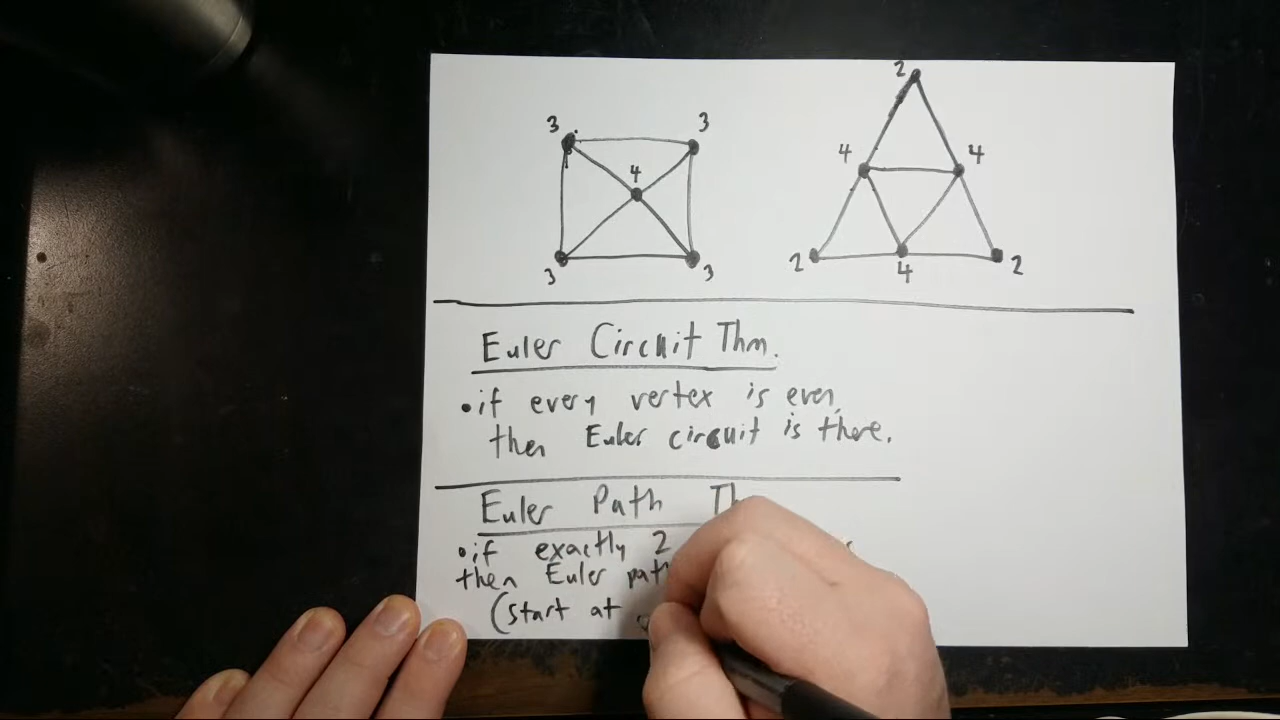 3 3
4
3 3
2
4 4
2 4 2
Euler Circuit Thm.
•if every vertex is even,
then Euler circuit is there.
Euler Path
•if exactly 2
then Euler
(start at